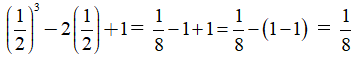 (1/2)³ − 2(1/2) + 1 = 1/8 − 1 + 1 = 1/8 − (1 − 1) = 1/8